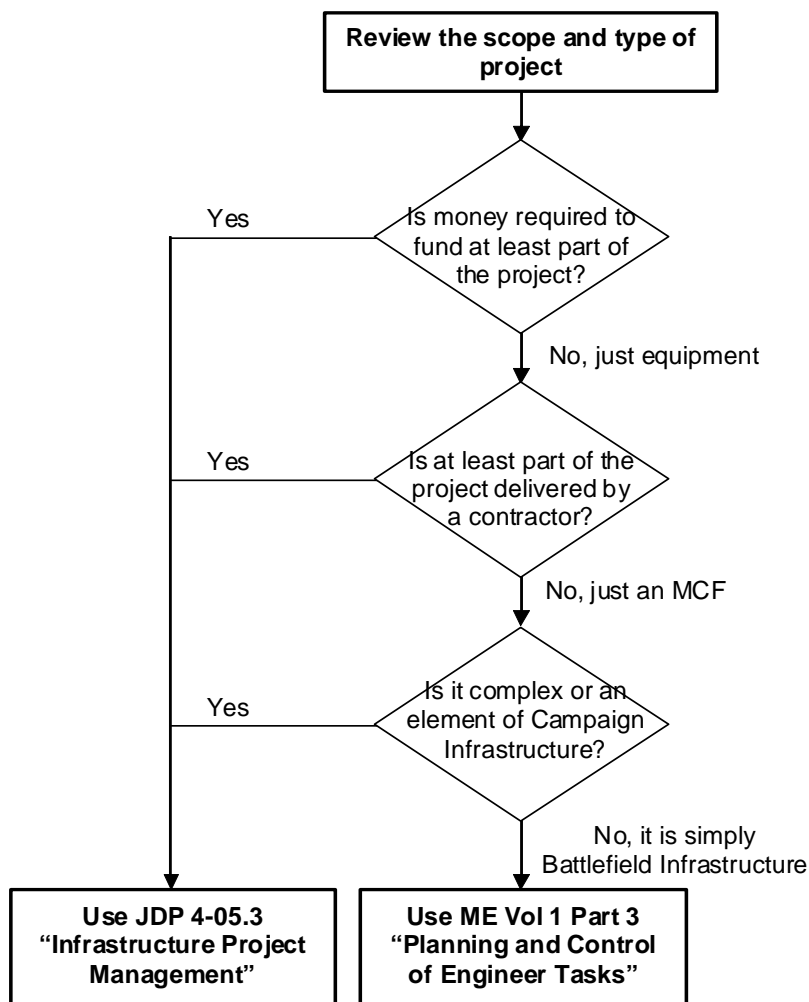 Review the scope and type of
project
Is money required to
fund at least part of
the project?
Yes
No, just equipment
Is at least part of the
project delivered by
a contractor?
Yes
No, just an MCF
Is it complex or an
element of Campaign
Infrastructure?
Yes
No, it is simply
Battlefield Infrastructure
Use JDP 4-05.3
“Infrastructure Project
Management”
Use ME Vol 1 Part 3
“Planning and Control
of Engineer Tasks”